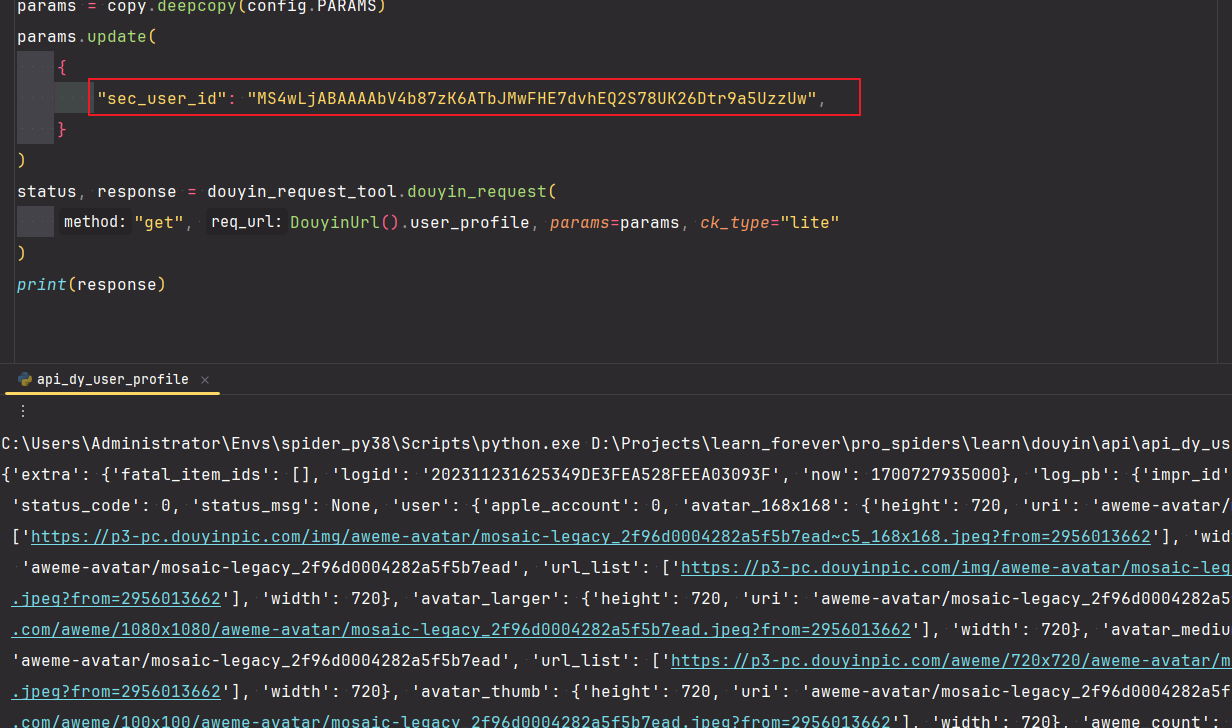 params = copy.deepcopy(config.PARAMS)
params.update(
{
"sec_user_id": "MS4wLjABAAAAbV4b87zK6ATbJMwFHE7dvhEQ2S78UK26Dtr9a5UzzUw",
}
)
status, response = douyin_request_tool.douyin_request(
method: "get", req_url: DouyinUrl().user_profile, params=params, ck_type="lite"
)
print(response)
api_dy_user_profile ×
C:\Users\Administrator\Envs\spider_py38\Scripts\python.exe D:\Projects\learn_forever\pro_spiders\learn\douyin\api\api_dy_us
{'extra': {'fatal_item_ids': [], 'logid': '202311231625349DE3FEA528FEEA03093F', 'now': 1700727935000}, 'log_pb': {'impr_id'
'status_code': 0, 'status_msg': None, 'user': {'apple_account': 0, 'avatar_168x168': {'height': 720, 'uri': 'aweme-avatar/
['https://p3-pc.douyinpic.com/img/aweme-avatar/mosaic-legacy_2f96d0004282a5f5b7ead~c5_168x168.jpeg?from=2956013662'], 'wid
'aweme-avatar/mosaic-legacy_2f96d0004282a5f5b7ead', 'url_list': ['https://p3-pc.douyinpic.com/img/aweme-avatar/mosaic-leg
.jpeg?from=2956013662'], 'width': 720}, 'avatar_larger': {'height': 720, 'uri': 'aweme-avatar/mosaic-legacy_2f96d0004282a5
.com/aweme/1080x1080/aweme-avatar/mosaic-legacy_2f96d0004282a5f5b7ead.jpeg?from=2956013662'], 'width': 720}, 'avatar_mediu
'aweme-avatar/mosaic-legacy_2f96d0004282a5f5b7ead', 'url_list': ['https://p3-pc.douyinpic.com/aweme/720x720/aweme-avatar/m
.jpeg?from=2956013662'], 'width': 720}, 'avatar_thumb': {'height': 720, 'uri': 'aweme-avatar/mosaic-legacy_2f96d0004282a5f
.com/aweme/100x100/aweme-avatar/mosaic-legacy_2f96d0004282a5f5b7ead.jpeg?from=2956013662'], 'width': 720}, 'aweme_count':